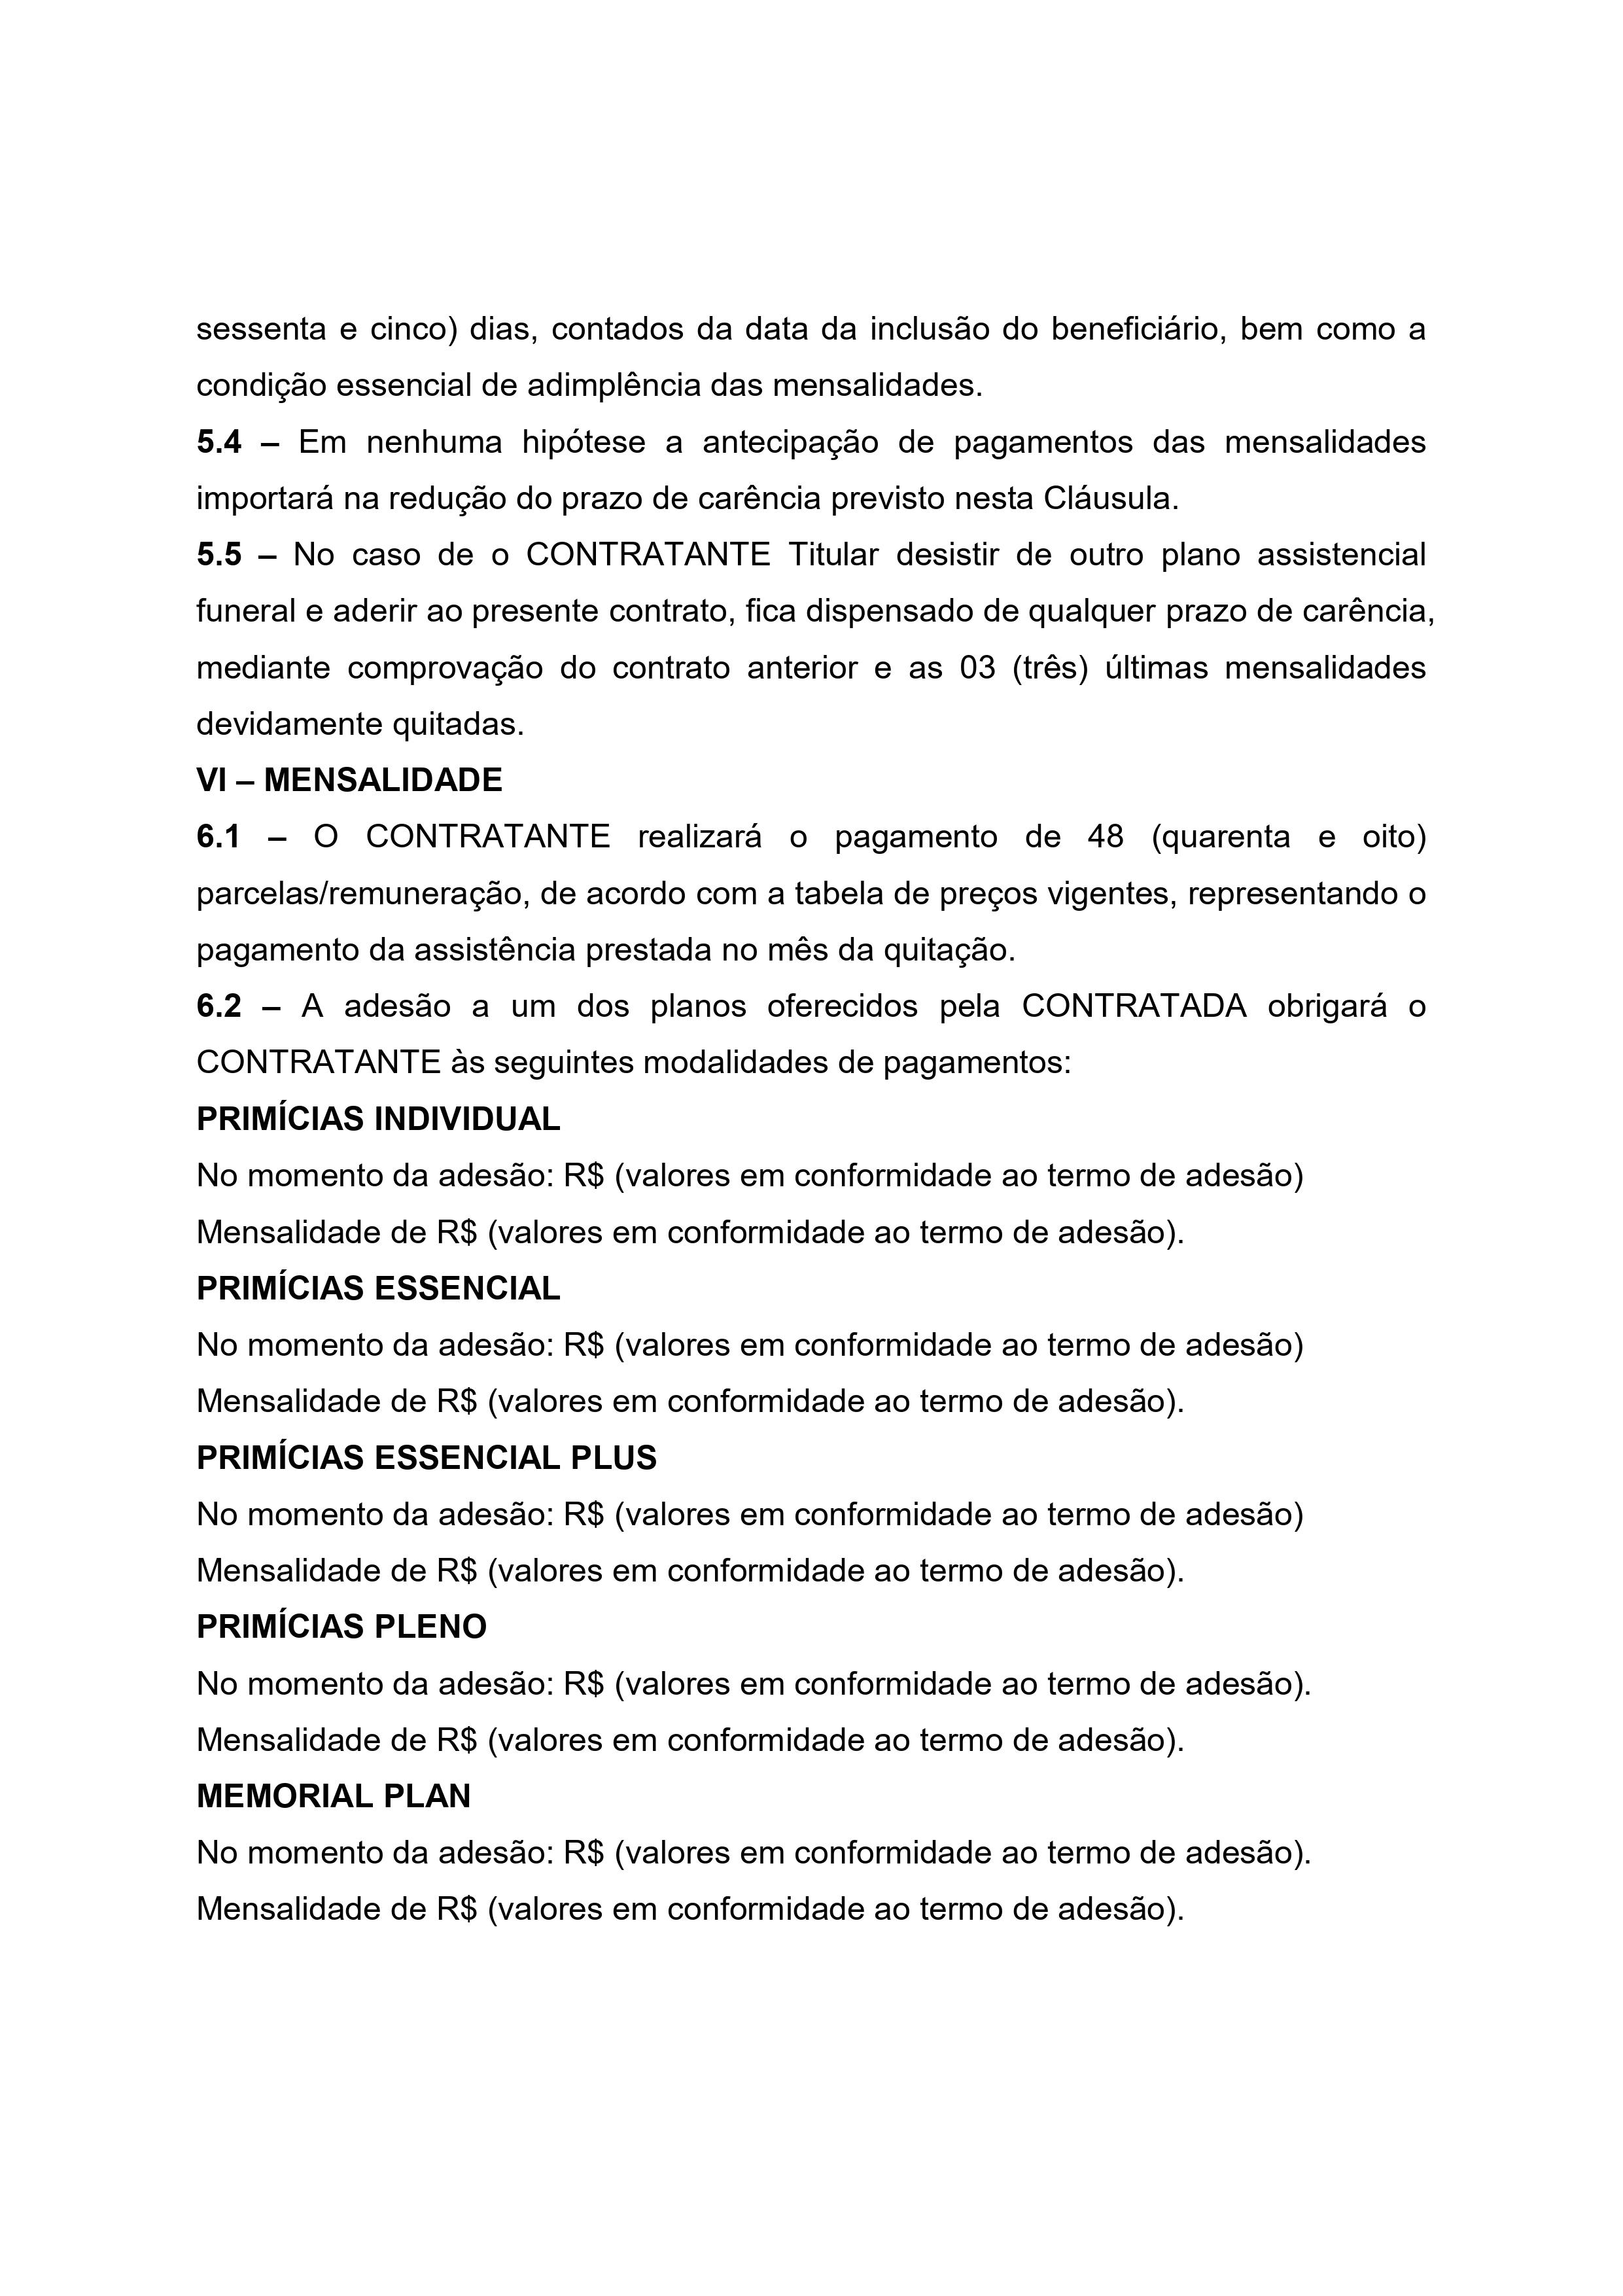 sessenta e cinco) dias, contados da data da inclusão do beneficiário, bem como a
condição essencial de adimplência das mensalidades.
5.4 – Em nenhuma hipótese a antecipação de pagamentos das mensalidades
importará na redução do prazo de carência previsto nesta Cláusula.
5.5 – No caso de o CONTRATANTE Titular desistir de outro plano assistencial
funeral e aderir ao presente contrato, fica dispensado de qualquer prazo de carência,
mediante comprovação do contrato anterior e as 03 (três) últimas mensalidades
devidamente quitadas.
VI – MENSALIDADE
6.1 – O CONTRATANTE realizará o pagamento de 48 (quarenta e oito)
parcelas/remuneração, de acordo com a tabela de preços vigentes, representando o
pagamento da assistência prestada no mês da quitação.
6.2 – A adesão a um dos planos oferecidos pela CONTRATADA obrigará o
CONTRATANTE às seguintes modalidades de pagamentos:
PRIMÍCIAS INDIVIDUAL
No momento da adesão: R$ (valores em conformidade ao termo de adesão)
Mensalidade de R$ (valores em conformidade ao termo de adesão).
PRIMÍCIAS ESSENCIAL
No momento da adesão: R$ (valores em conformidade ao termo de adesão)
Mensalidade de R$ (valores em conformidade ao termo de adesão).
PRIMÍCIAS ESSENCIAL PLUS
No momento da adesão: R$ (valores em conformidade ao termo de adesão)
Mensalidade de R$ (valores em conformidade ao termo de adesão).
PRIMÍCIAS PLENO
No momento da adesão: R$ (valores em conformidade ao termo de adesão).
Mensalidade de R$ (valores em conformidade ao termo de adesão).
MEMORIAL PLAN
No momento da adesão: R$ (valores em conformidade ao termo de adesão).
Mensalidade de R$ (valores em conformidade ao termo de adesão).